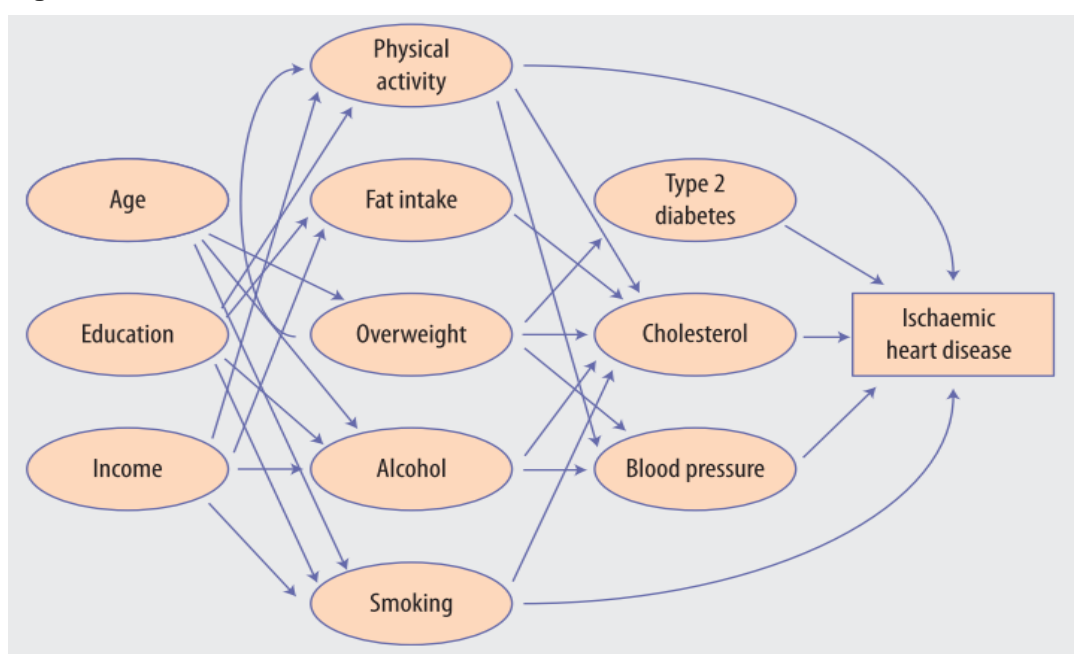 Physical
activity
Age
Fat intake
Type 2
diabetes
Education
Overweight
Cholesterol
Ischaemic
heart disease
Income
Alcohol
Blood pressure
Smoking